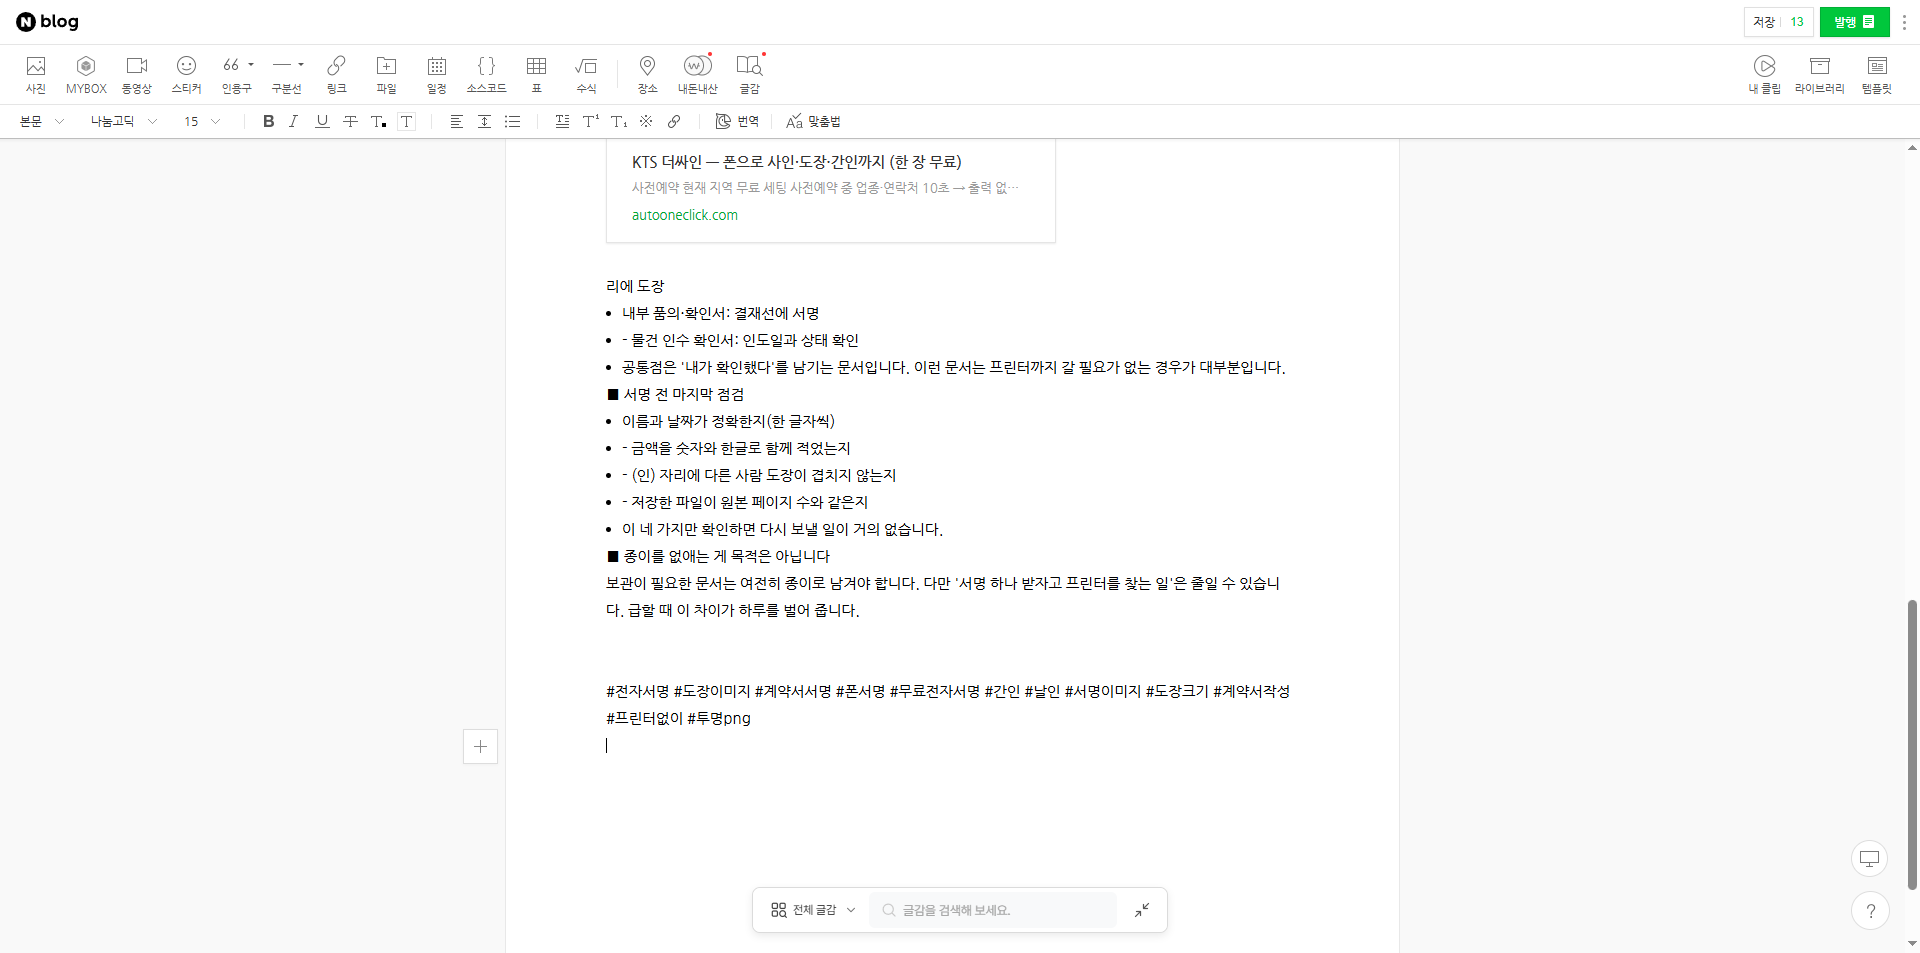 blog
저장 13 발행
사진 MYBOX 동영상 스티커 인용구 구분선 링크 파일 일정 소스코드 표 수식 장소 내돈내산 글감 내 클립 라이브러리 템플릿
본문 나눔고딕 15 번역 맞춤법
KTS 더싸인 — 폰으로 사인·도장·간인까지 (한 장 무료)
사전예약 현재 지역 무료 세팅 사전예약 중 업종·연락처 10초 → 출력 없…
autooneclick.com
리에 도장
• 내부 품의·확인서: 결재선에 서명
• - 물건 인수 확인서: 인도일과 상태 확인
• 공통점은 '내가 확인했다'를 남기는 문서입니다. 이런 문서는 프린터까지 갈 필요가 없는 경우가 대부분입니다.
■ 서명 전 마지막 점검
• 이름과 날짜가 정확한지(한 글자씩)
• - 금액을 숫자와 한글로 함께 적었는지
• - (인) 자리에 다른 사람 도장이 겹치지 않는지
• - 저장한 파일이 원본 페이지 수와 같은지
• 이 네 가지만 확인하면 다시 보낼 일이 거의 없습니다.
■ 종이를 없애는 게 목적은 아닙니다
보관이 필요한 문서는 여전히 종이로 남겨야 합니다. 다만 '서명 하나 받자고 프린터를 찾는 일'은 줄일 수 있습니
다. 급할 때 이 차이가 하루를 벌어 줍니다.
#전자서명 #도장이미지 #계약서서명 #폰서명 #무료전자서명 #간인 #날인 #서명이미지 #도장크기 #계약서작성
#프린터없이 #투명png
전체 글감 글감을 검색해 보세요.